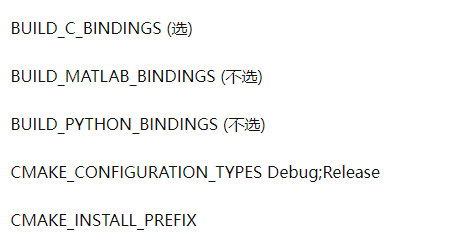 BUILD_C_BINDINGS (选)
BUILD_MATLAB_BINDINGS (不选)
BUILD_PYTHON_BINDINGS (不选)
CMAKE_CONFIGURATION_TYPES Debug;Release
CMAKE_INSTALL_PREFIX